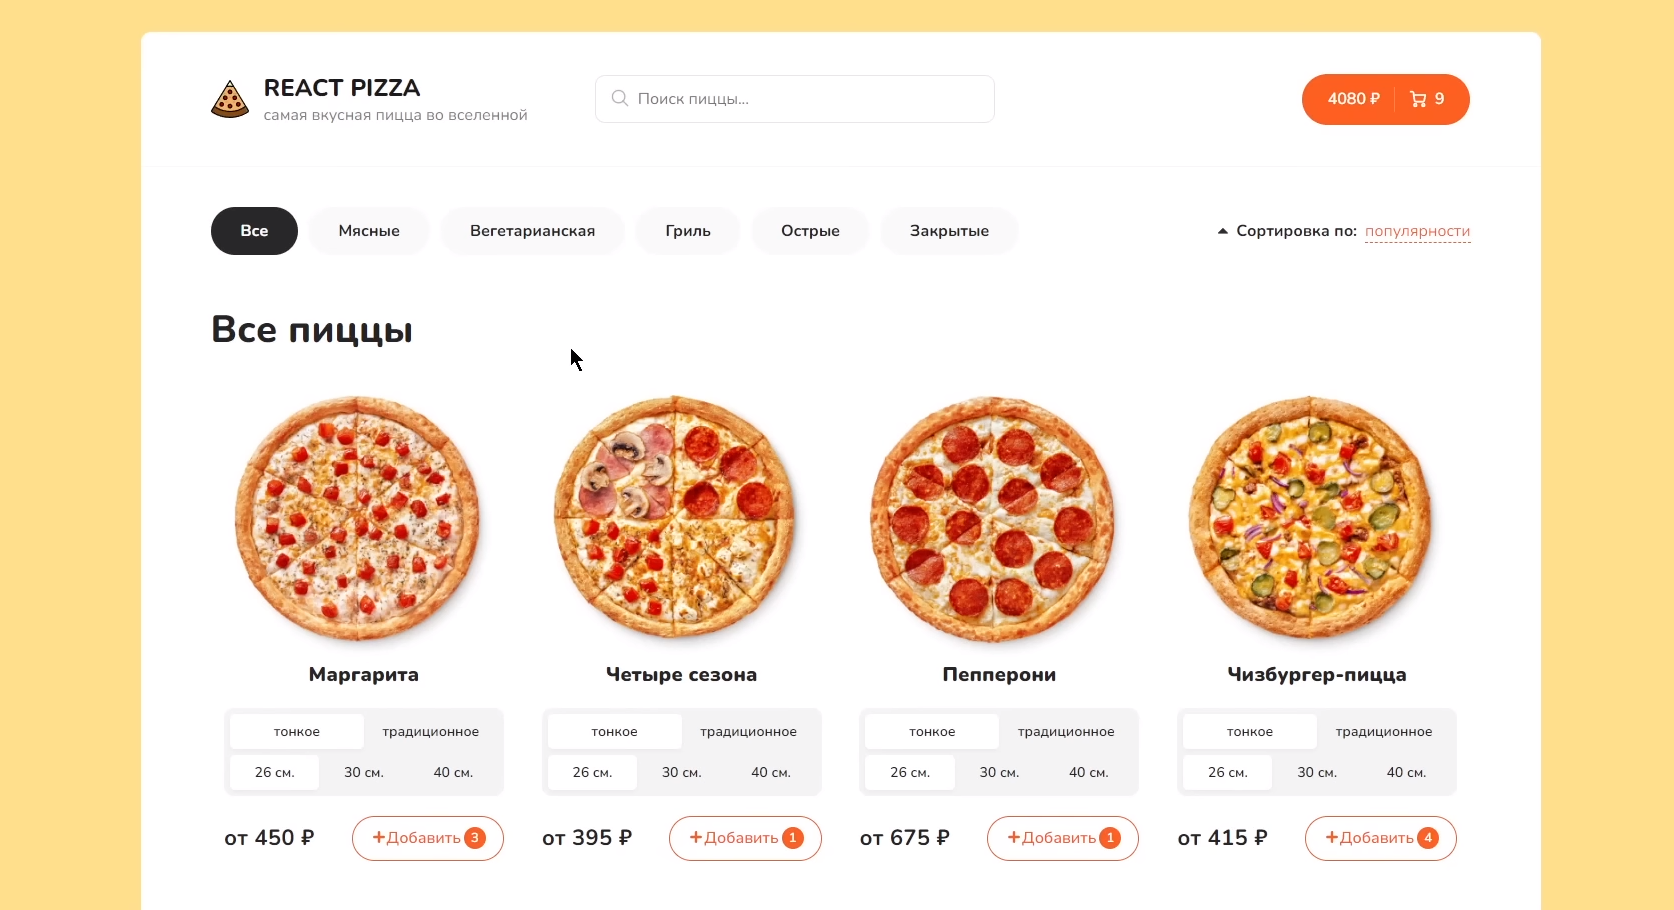 REACT PIZZA
самая вкусная пицца во вселенной
Поиск пиццы...
4080 ₽ 9
Все Мясные Вегетарианская Гриль Острые Закрытые Сортировка по: популярности
Все пиццы
Маргарита Четыре сезона Пепперони Чизбургер-пицца
тонкое традиционное тонкое традиционное тонкое традиционное тонкое традиционное
26 см. 30 см. 40 см. 26 см. 30 см. 40 см. 26 см. 30 см. 40 см. 26 см. 30 см. 40 см.
от 450 ₽ +Добавить 3 от 395 ₽ +Добавить 1 от 675 ₽ +Добавить 1 от 415 ₽ +Добавить 4